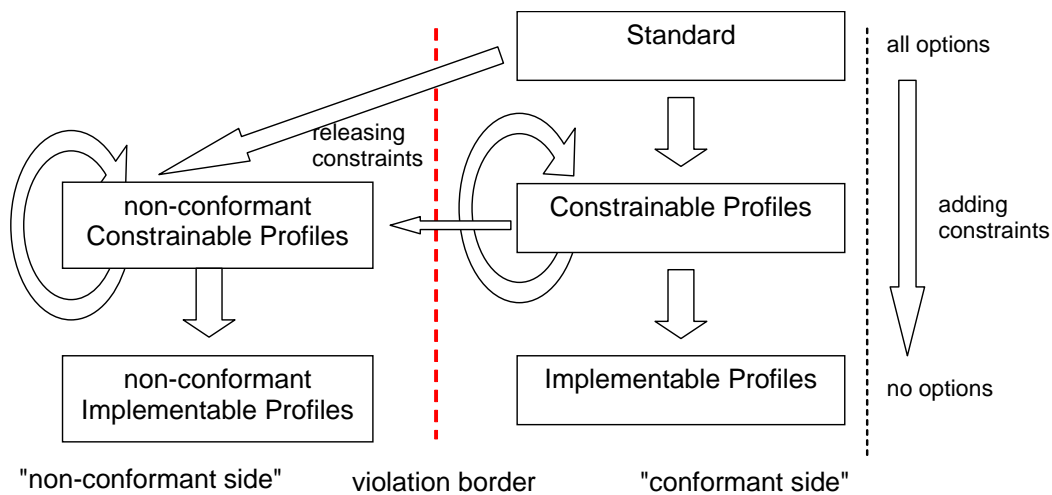 Standard
all options
releasing
constraints
non-conformant
Constrainable Profiles
Constrainable Profiles
adding
constraints
non-conformant
Implementable Profiles
Implementable Profiles
no options
"non-conformant side"
violation border
"conformant side"